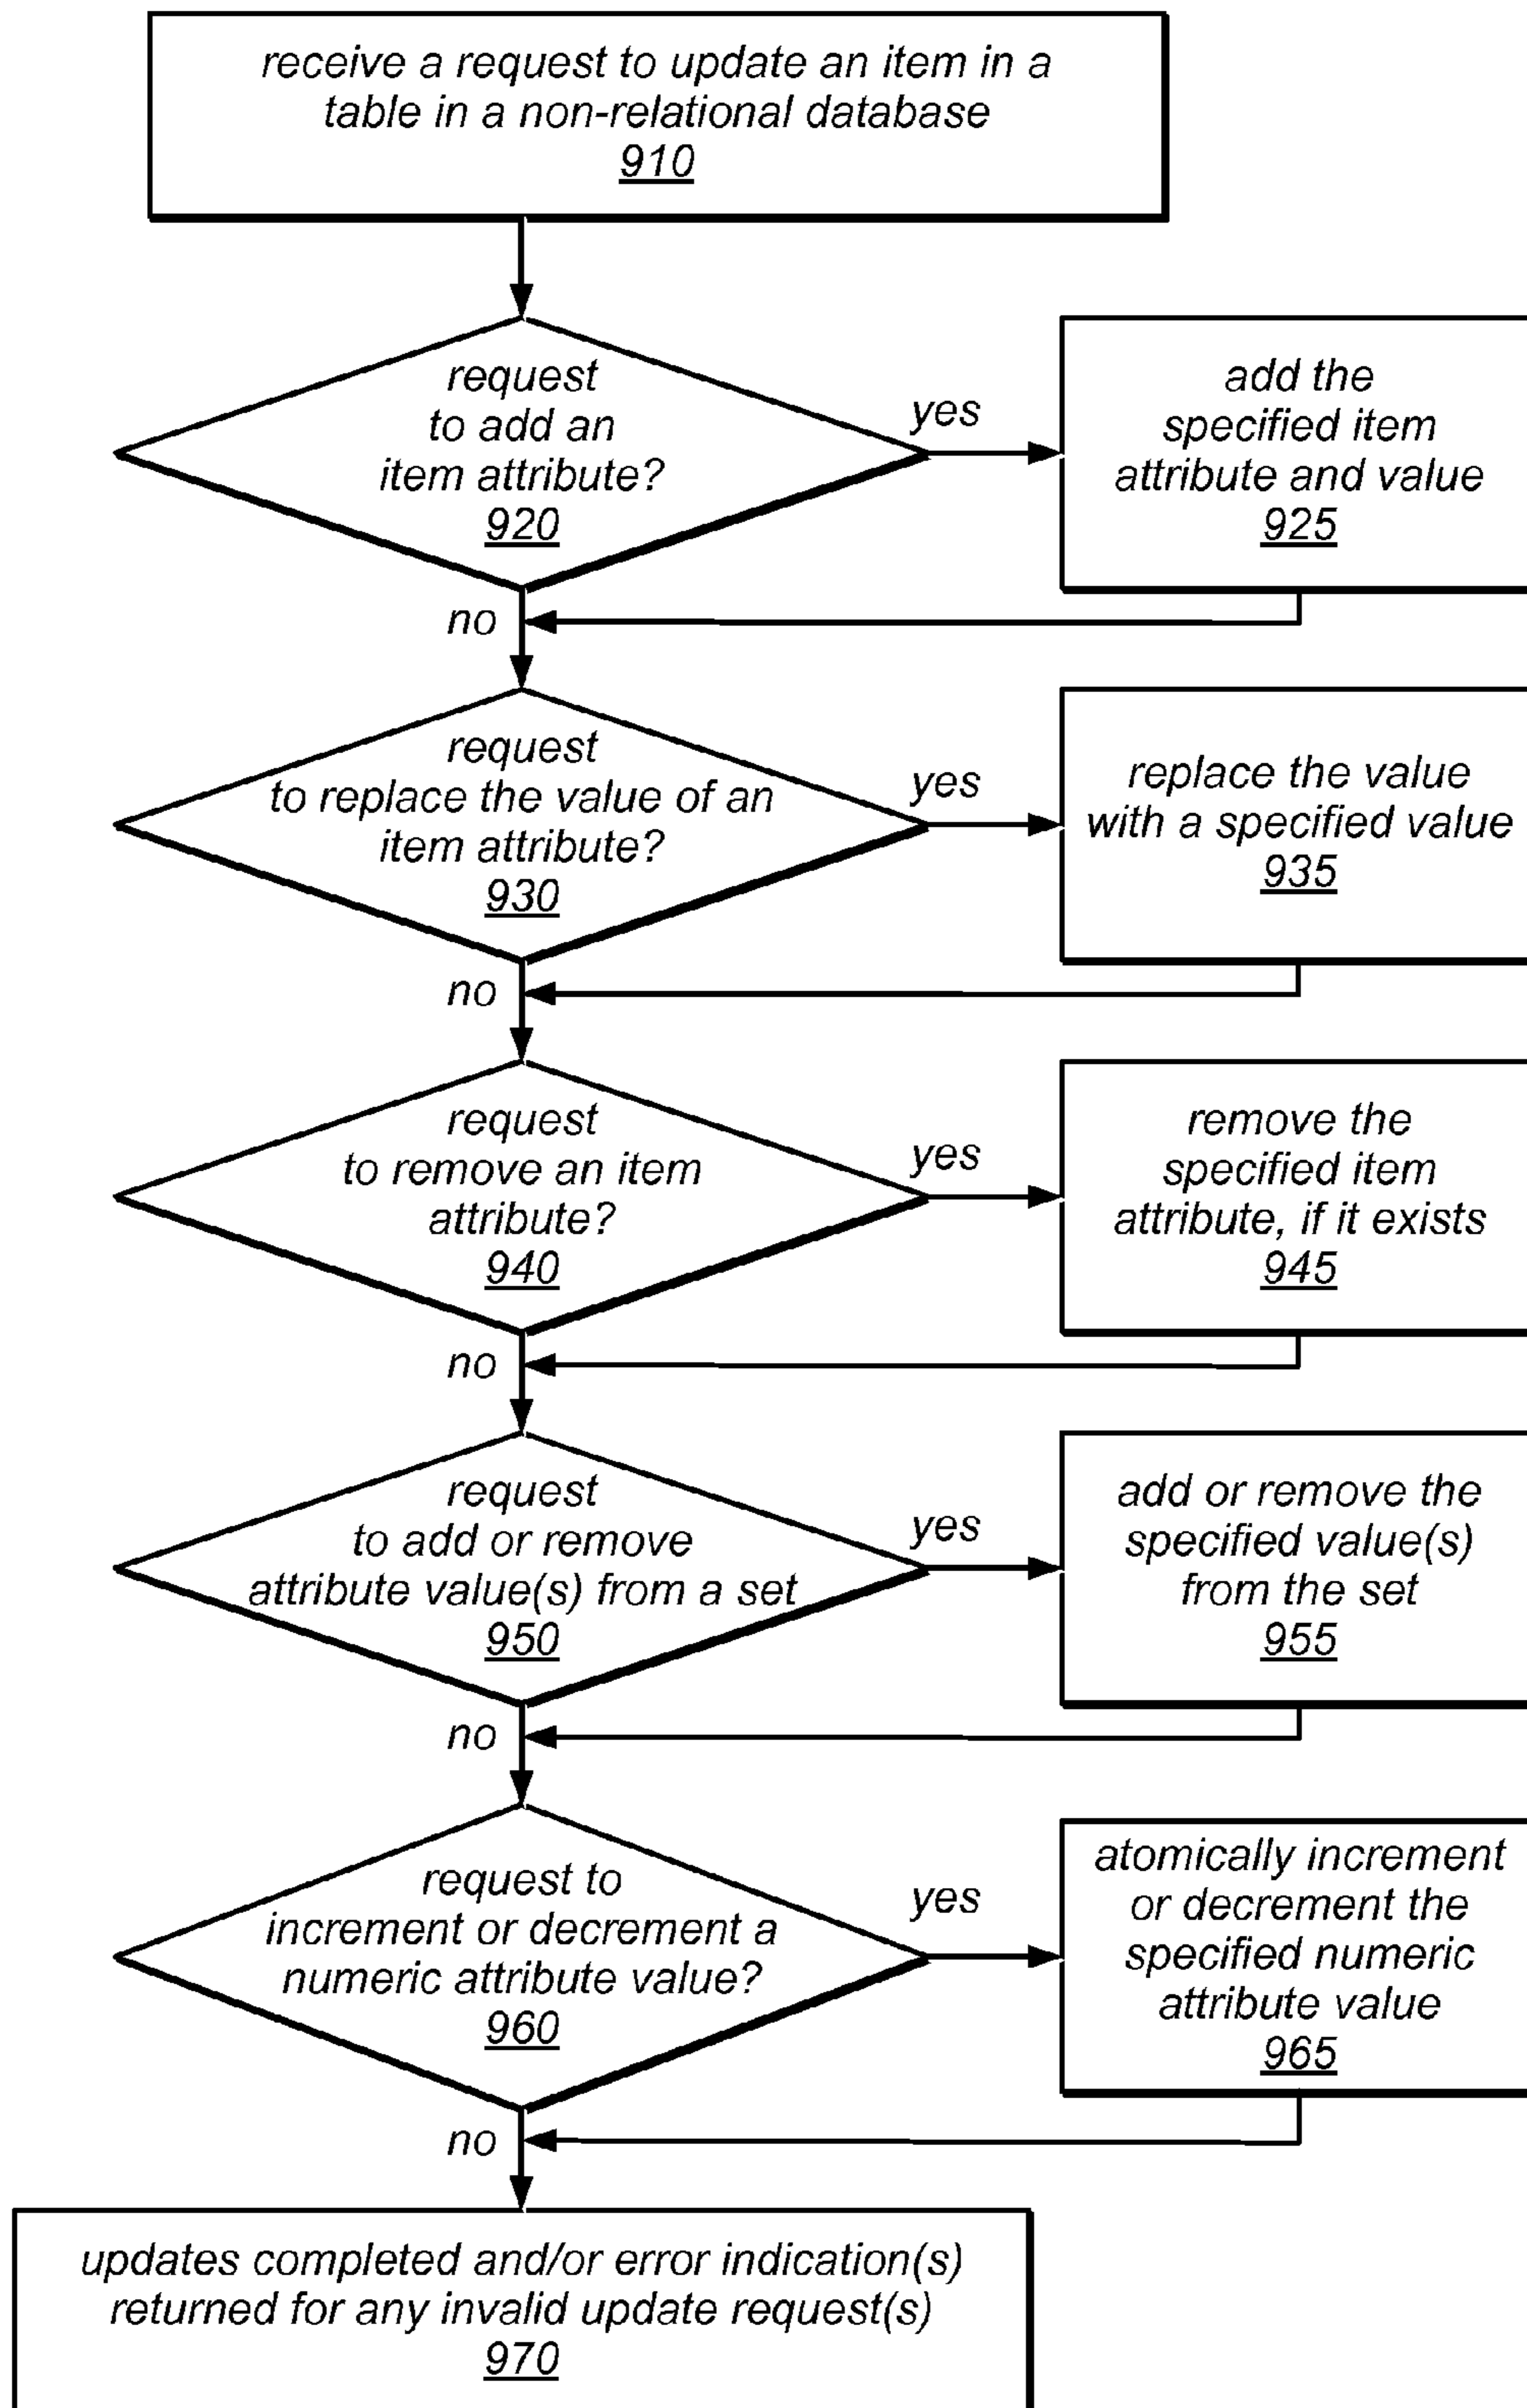 receive a request to update an item in a
table in a non-relational database
910
request
to add an
item attribute?
920
yes
add the
specified item
attribute and value
925
no
request
to replace the value of an
item attribute?
930
yes
replace the value
with a specified value
935
no
request
to remove an item
attribute?
940
yes
remove the
specified item
attribute, if it exists
945
no
request
to add or remove
attribute value(s) from a set
950
yes
add or remove the
specified value(s)
from the set
955
no
request to
increment or decrement a
numeric attribute value?
960
yes
atomically increment
or decrement the
specified numeric
attribute value
965
no
updates completed and/or error indication(s)
returned for any invalid update request(s)
970